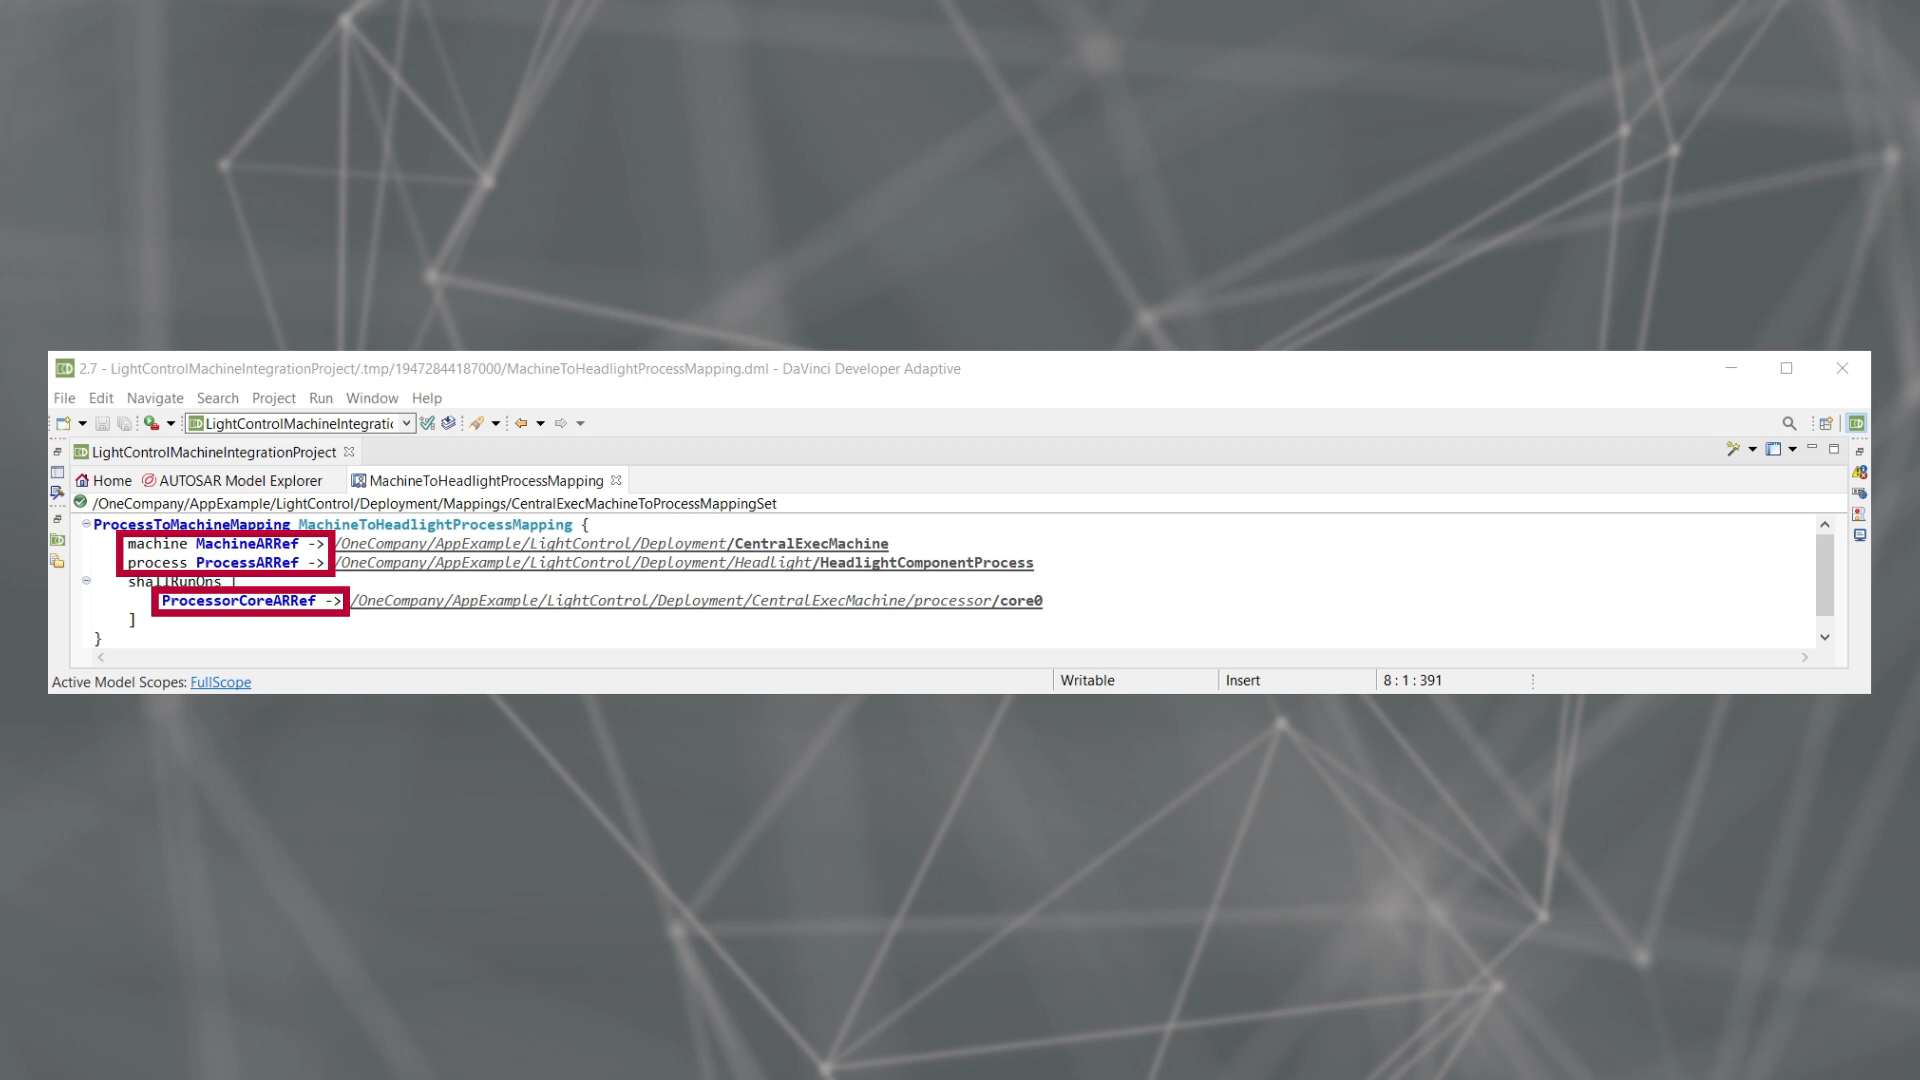 2.7 - LightControlMachineIntegrationProject/.tmp/19472844187000/MachineToHeadlightProcessMapping.dml - DaVinci Developer Adaptive
File Edit Navigate Search Project Run Window Help
LightControlMachineIntegratic
LightControlMachineIntegrationProject
Home AUTOSAR Model Explorer MachineToHeadlightProcessMapping
/OneCompany/AppExample/LightControl/Deployment/Mappings/CentralExecMachineToProcessMappingSet
ProcessToMachineMapping MachineToHeadlightProcessMapping {
machine MachineARRef -> /OneCompany/AppExample/LightControl/Deployment/CentralExecMachine
process ProcessARRef -> /OneCompany/AppExample/LightControl/Deployment/Headlight/HeadlightComponentProcess
shallRunOns [
ProcessorCoreARRef -> /OneCompany/AppExample/LightControl/Deployment/CentralExecMachine/processor/core0
]
}
Active Model Scopes: FullScope Writable Insert 8 : 1 : 391